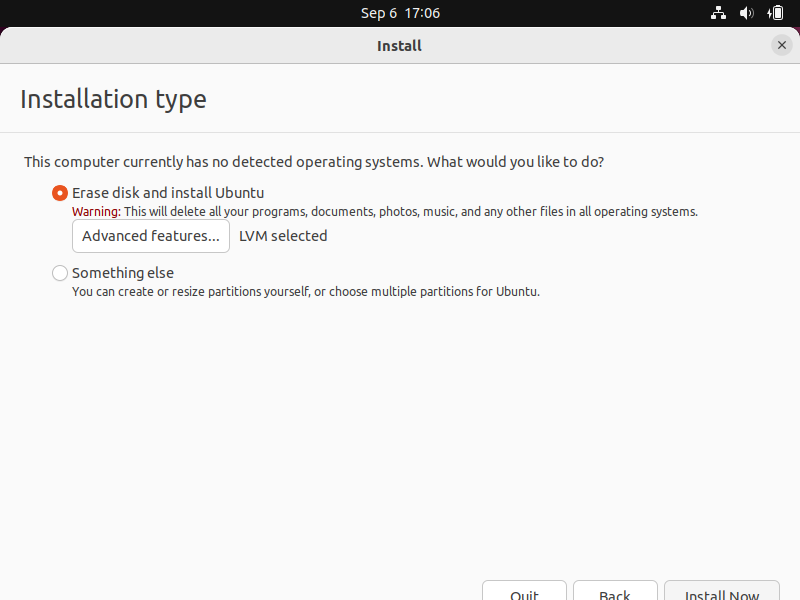 Sep 6 17:06
Install
Installation type
This computer currently has no detected operating systems. What would you like to do?
Erase disk and install Ubuntu
Warning: This will delete all your programs, documents, photos, music, and any other files in all operating systems.
Advanced features... LVM selected
Something else
You can create or resize partitions yourself, or choose multiple partitions for Ubuntu.
Quit Back Install Now